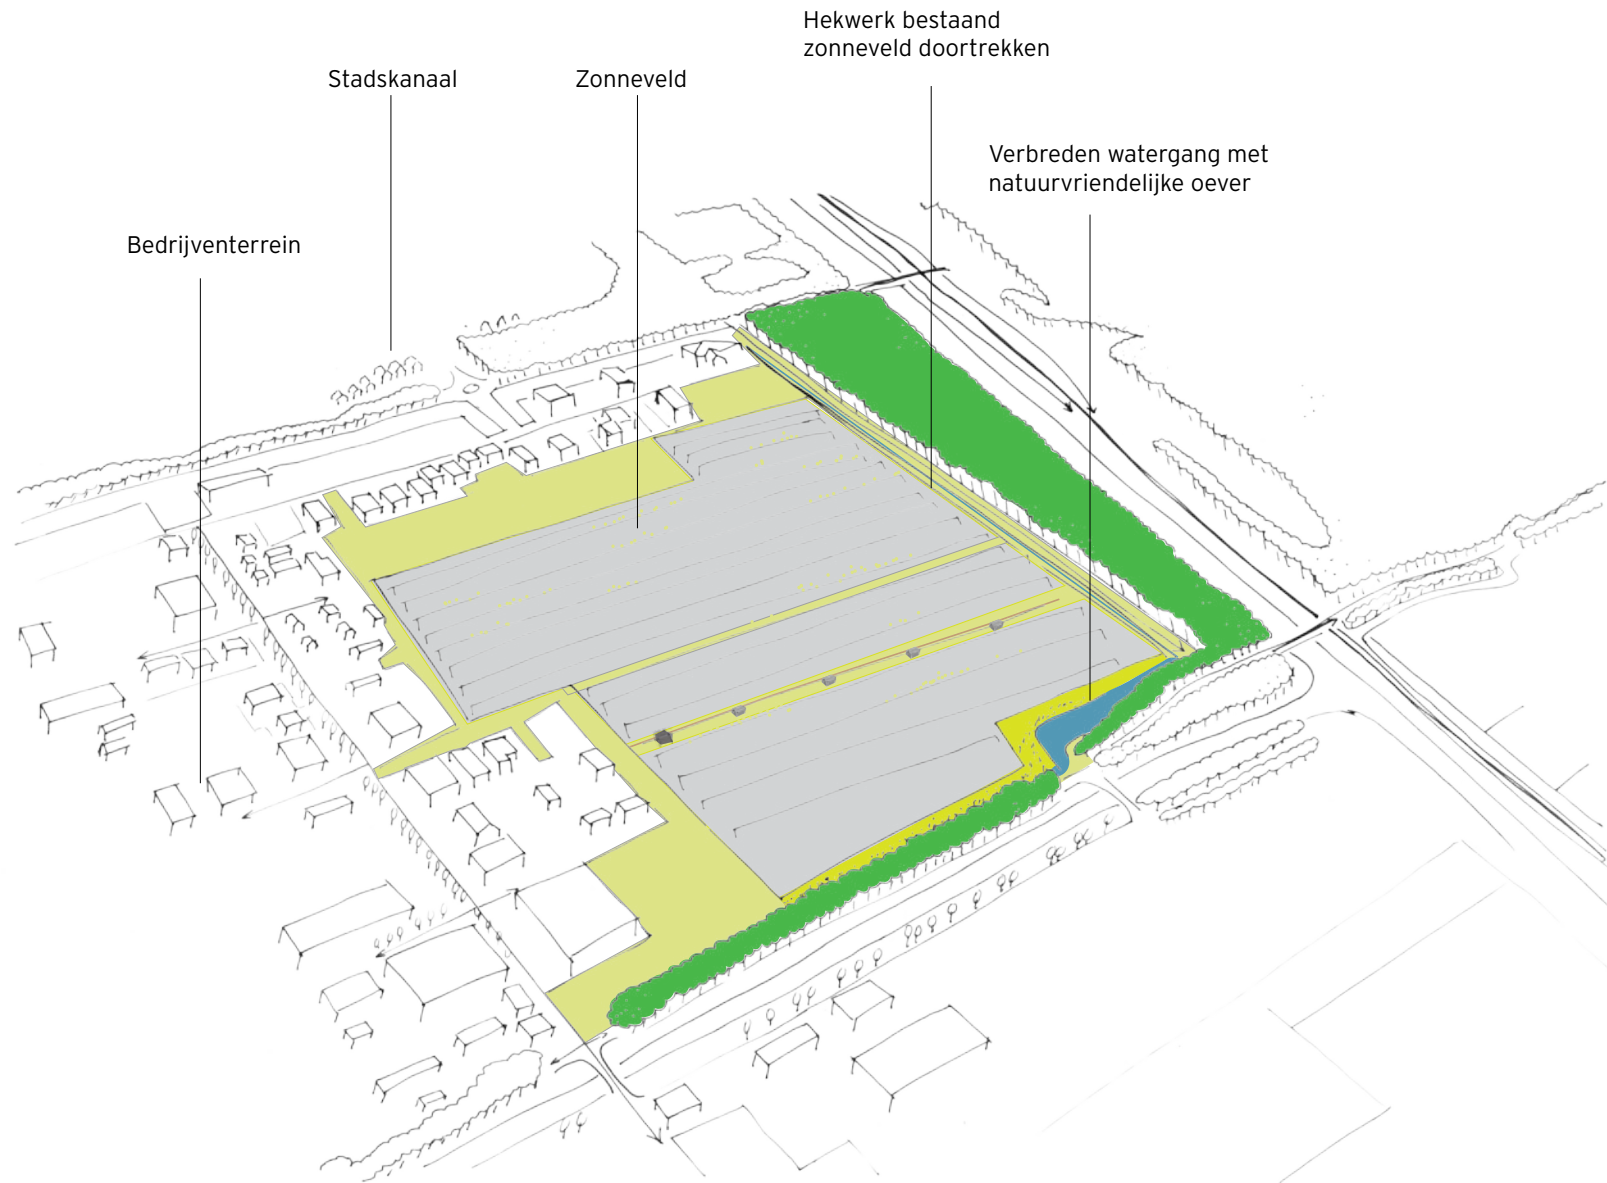 Hekwerk bestaand
zonneveld doortrekken
Stadskanaal
Zonneveld
Verbreden watergang met
natuurvriendelijke oever
Bedrijventerrein